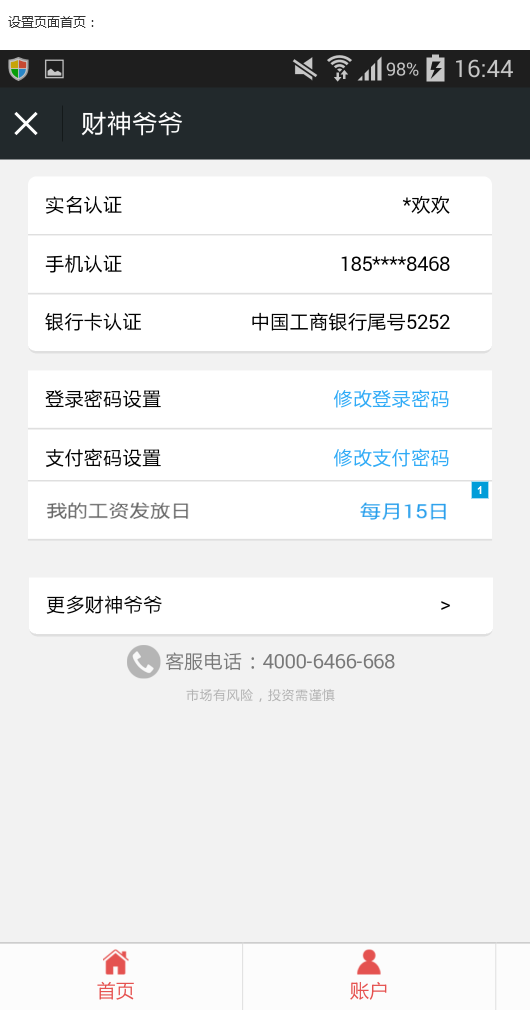 设置页面首页：
98% 16:44
财神爷爷
实名认证 *欢欢
手机认证 185****8468
银行卡认证 中国工商银行尾号5252
登录密码设置 修改登录密码
支付密码设置 修改支付密码
1
我的工资发放日 每月15日
更多财神爷爷 >
客服电话：4000-6466-668
市场有风险，投资需谨慎
首页 账户